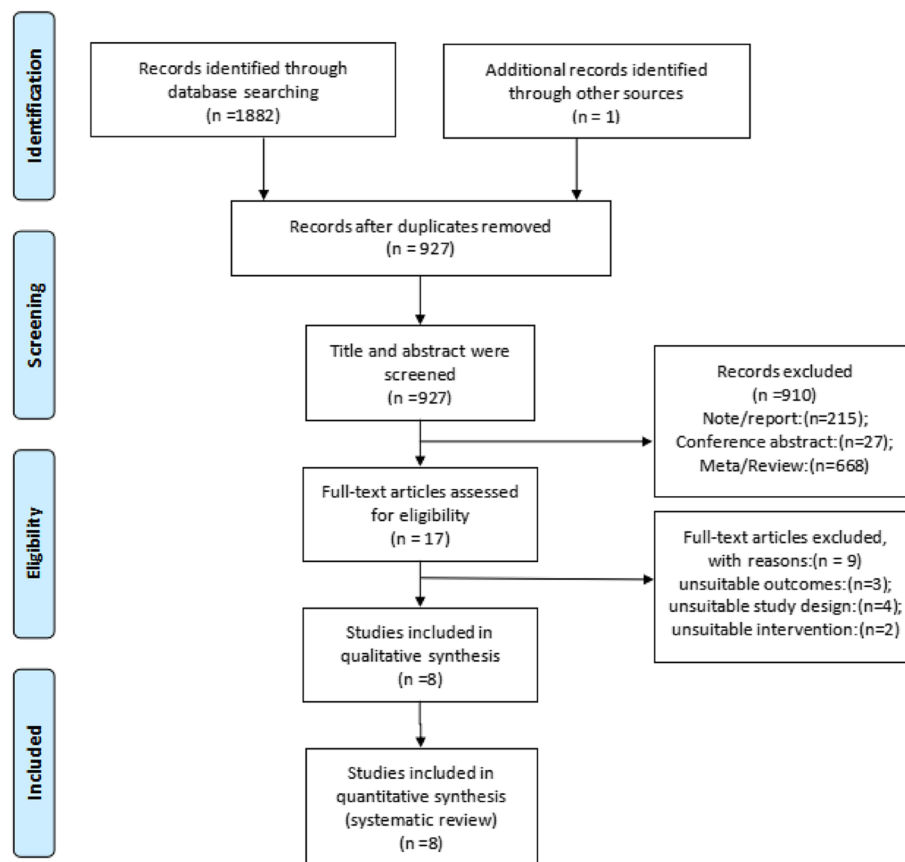 Identification
Records identified through
database searching
(n =1882)
Additional records identified
through other sources
(n = 1)
Records after duplicates removed
(n = 927)
Screening
Title and abstract were
screened
(n =927)
Records excluded
(n =910)
Note/report:(n=215);
Conference abstract:(n=27);
Meta/Review:(n=668)
Eligibility
Full-text articles assessed
for eligibility
(n = 17)
Full-text articles excluded,
with reasons:(n = 9)
unsuitable outcomes:(n=3);
unsuitable study design:(n=4);
unsuitable intervention:(n=2)
Studies included in
qualitative synthesis
(n =8)
Included
Studies included in
quantitative synthesis
(systematic review)
(n =8)